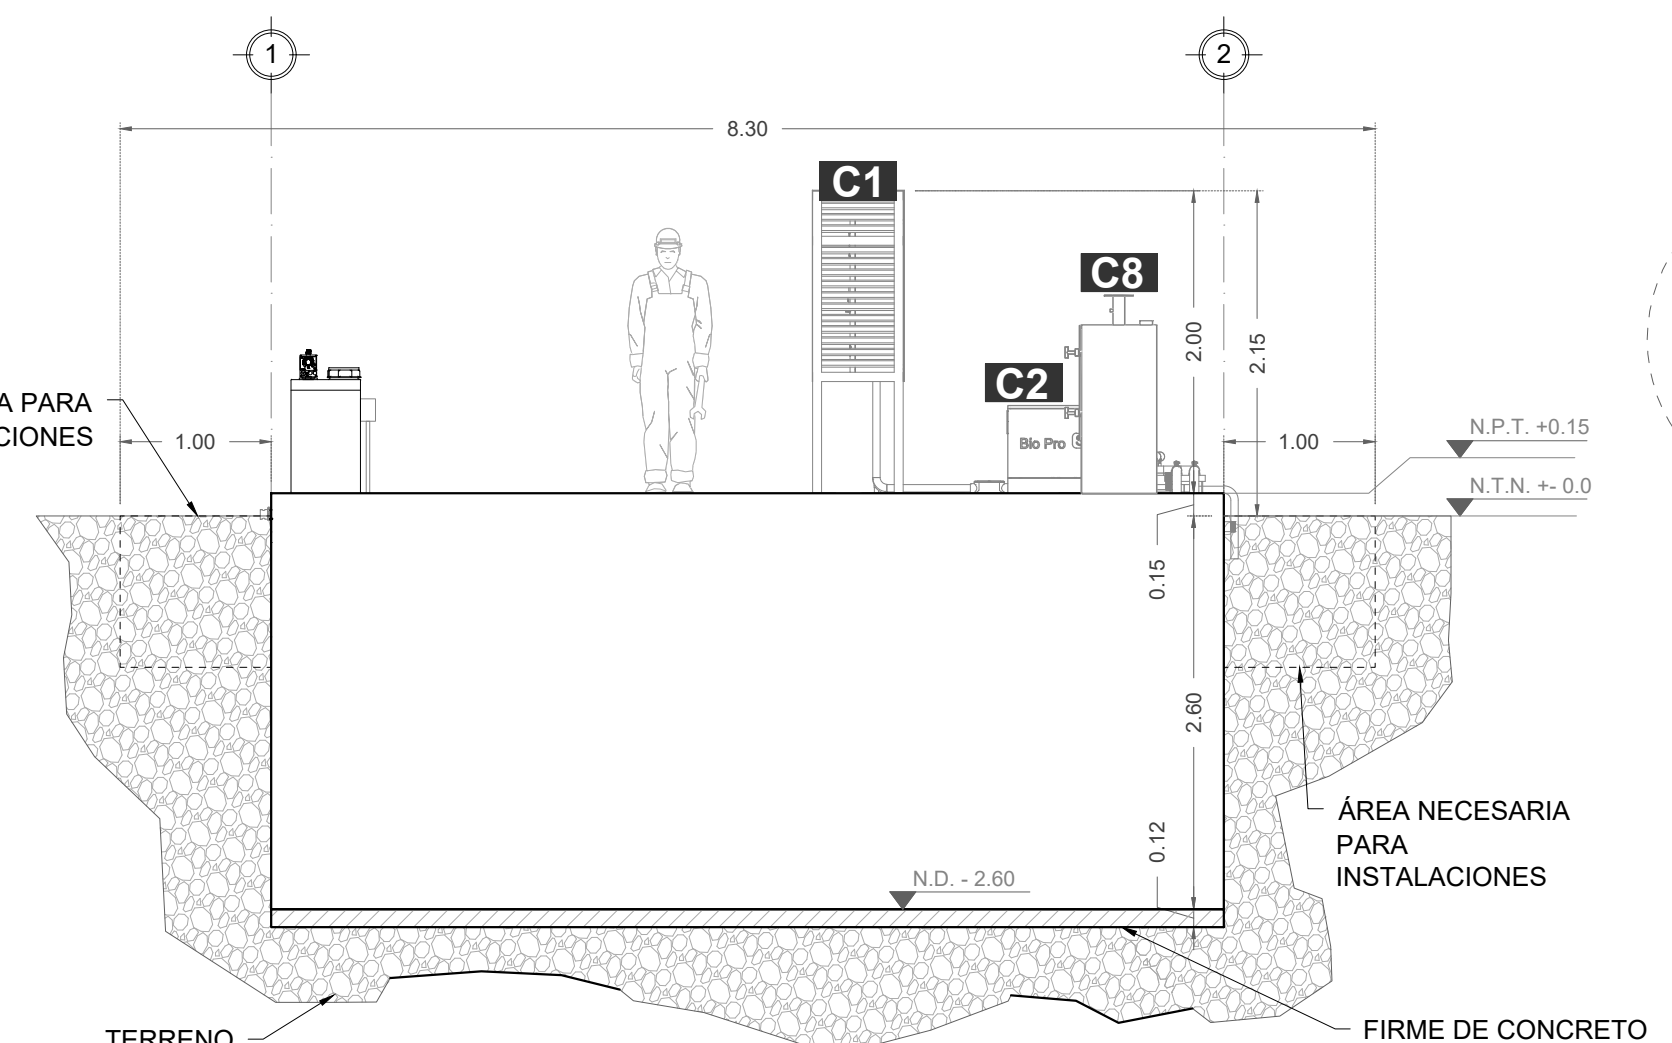 1
2
8.30
C1
C8
2.00
2.15
C2
Bio Pro
A PARA
CIONES
1.00
1.00
N.P.T. +0.15
N.T.N. +- 0.0
0.15
2.60
0.12
N.D. - 2.60
ÁREA NECESARIA
PARA
INSTALACIONES
TERRENO
FIRME DE CONCRETO